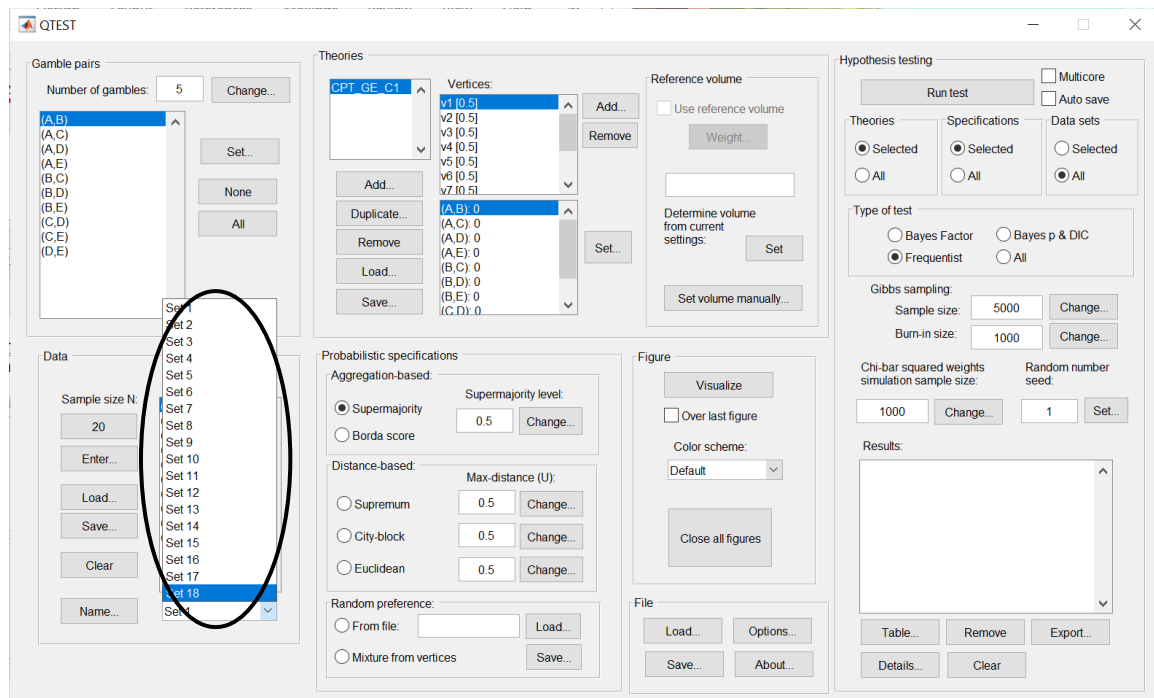 QTEST
Gamble pairs
Number of gambles: 5 Change...
(A,B)
(A,C)
(A,D)
(A,E)
(B,C)
(B,D)
(B,E)
(C,D)
(C,E)
(D,E)
Set...
None
All
Data
Sample size N:
20
Enter...
Load...
Save...
Clear
Name...
Set 1
Set 2
Set 3
Set 4
Set 5
Set 6
Set 7
Set 8
Set 9
Set 10
Set 11
Set 12
Set 13
Set 14
Set 15
Set 16
Set 17
Set 18
Set 1
Theories
CPT_GE_C1
Add...
Duplicate...
Remove
Load...
Save...
Vertices:
v1 [0.5]
v2 [0.5]
v3 [0.5]
v4 [0.5]
v5 [0.5]
v6 [0.5]
v7 [0.5]
Add...
Remove
(A,B): 0
(A,C): 0
(A,D): 0
(A,E): 0
(B,C): 0
(B,D): 0
(B,E): 0
(C,D): 0
Set...
Reference volume
Use reference volume
Weight...
Determine volume
from current
settings:
Set
Set volume manually...
Probabilistic specifications
Aggregation-based:
Supermajority level:
Supermajority 0.5 Change...
Borda score
Distance-based:
Max-distance (U):
Supremum 0.5 Change...
City-block 0.5 Change...
Euclidean 0.5 Change...
Random preference:
From file: Load...
Mixture from vertices Save...
Figure
Visualize
Over last figure
Color scheme:
Default
Close all figures
File
Load... Options...
Save... About...
Hypothesis testing
Run test
Multicore
Auto save
Theories
Selected
All
Specifications
Selected
All
Data sets
Selected
All
Type of test
Bayes Factor Bayes p & DIC
Frequentist All
Gibbs sampling:
Sample size: 5000 Change...
Burn-in size: 1000 Change...
Chi-bar squared weights
simulation sample size:
1000 Change...
Random number
seed:
1 Set...
Results:
Table... Remove Export...
Details... Clear